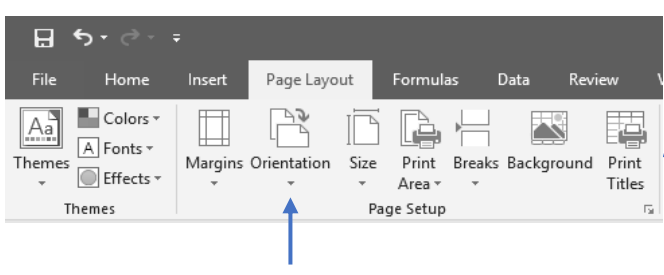 File Home Insert Page Layout Formulas Data Review
Aa Colors
A Fonts
Effects
Themes Margins Orientation Size Print Area Breaks Background Print Titles
Themes Page Setup